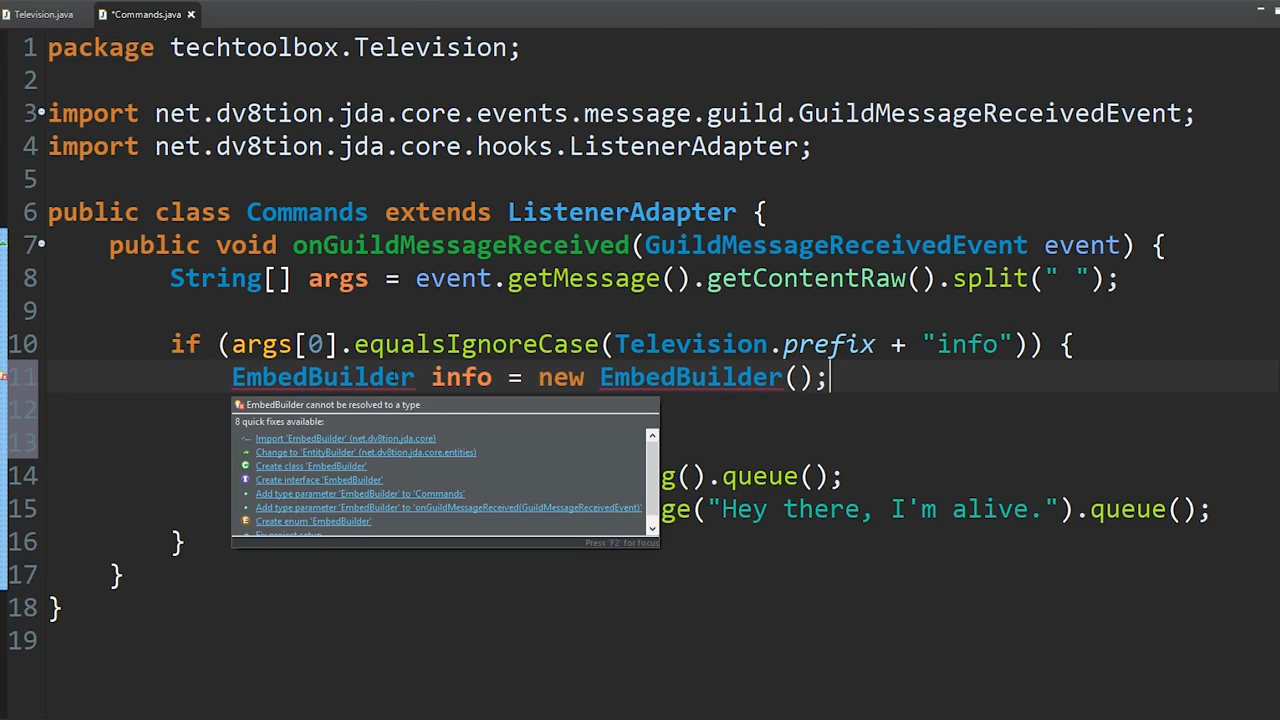 Television.java *Commands.java
1 package techtoolbox.Television;
2
3 import net.dv8tion.jda.core.events.message.guild.GuildMessageReceivedEvent;
4 import net.dv8tion.jda.core.hooks.ListenerAdapter;
5
6 public class Commands extends ListenerAdapter {
7 public void onGuildMessageReceived(GuildMessageReceivedEvent event) {
8 String[] args = event.getMessage().getContentRaw().split(" ");
9
10 if (args[0].equalsIgnoreCase(Television.prefix + "info")) {
11 EmbedBuilder info = new EmbedBuilder();
EmbedBuilder cannot be resolved to a type
12
8 quick fixes available:
Import 'EmbedBuilder' (net.dv8tion.jda.core)
13
Change to 'EntityBuilder' (net.dv8tion.jda.core.entities)
Create class 'EmbedBuilder'
14 g().queue();
Create interface 'EmbedBuilder'
Add type parameter 'EmbedBuilder' to 'Commands'
15 ge("Hey there, I'm alive.").queue();
Add type parameter 'EmbedBuilder' to 'onGuildMessageReceived(GuildMessageReceivedEvent)'
Create enum 'EmbedBuilder'
Fix project setup
16 }
Press 'F2' for focus
17 }
18 }
19